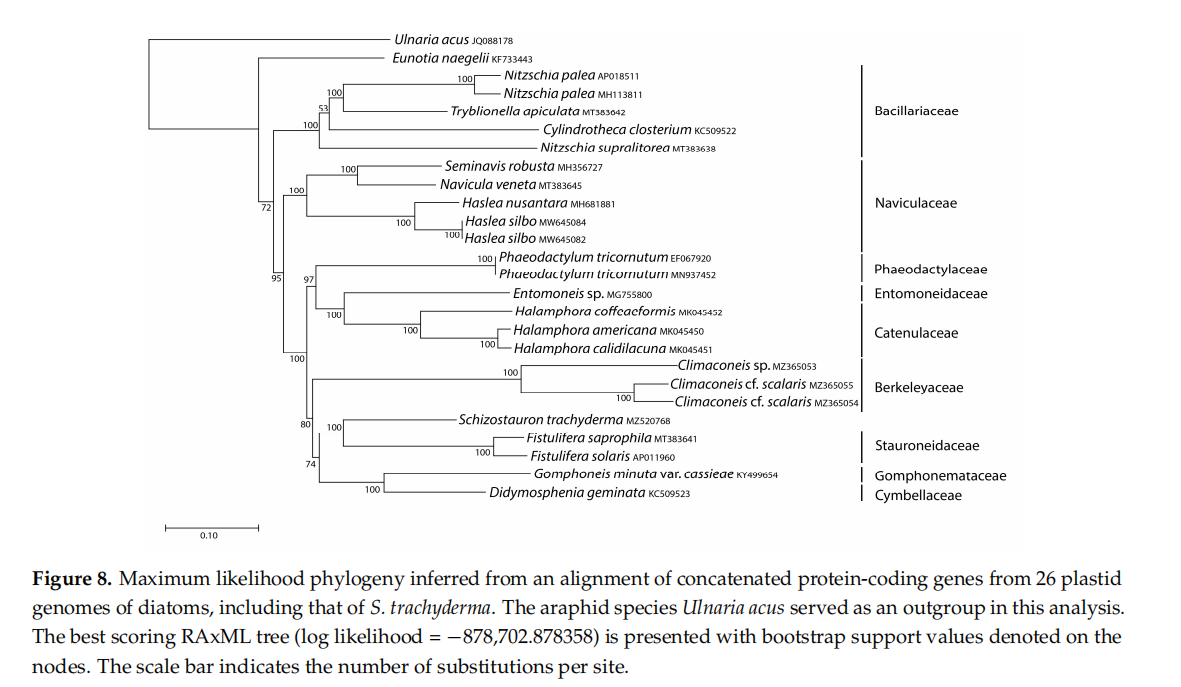 Ulnaria acus JQ088178
Eunotia naegelii KF733443
100 Nitzschia palea AP018511
100 Nitzschia palea MH113811
53 Tryblionella apiculata MT383642 Bacillariaceae
100 Cylindrotheca closterium KC509522
Nitzschia supralitorea MT383638
100 Seminavis robusta MH356727
100 Navicula veneta MT383645
72 Haslea nusantara MH681881 Naviculaceae
100 Haslea silbo MW645084
100 Haslea silbo MW645082
100 Phaeodactylum tricornutum EF067920
95 97 Phaeodactylum tricornutum MN937452 Phaeodactylaceae
Entomoneis sp. MG755800 Entomoneidaceae
100 Halamphora coffeaeformis MK045452
100 Halamphora americana MK045450 Catenulaceae
100 Halamphora calidilacuna MK045451
100 Climaconeis sp. MZ365053
100 Climaconeis cf. scalaris MZ365055 Berkeleyaceae
100 Climaconeis cf. scalaris MZ365054
80 100 Schizostauron trachyderma MZ520768
Fistulifera saprophila MT383641 Stauroneidaceae
100 Fistulifera solaris AP011960
74 Gomphoneis minuta var. cassieae KY499654 Gomphonemataceae
100 Didymosphenia geminata KC509523 Cymbellaceae
0.10
Figure 8. Maximum likelihood phylogeny inferred from an alignment of concatenated protein-coding genes from 26 plastid
genomes of diatoms, including that of S. trachyderma. The araphid species Ulnaria acus served as an outgroup in this analysis.
The best scoring RAxML tree (log likelihood = −878,702.878358) is presented with bootstrap support values denoted on the
nodes. The scale bar indicates the number of substitutions per site.